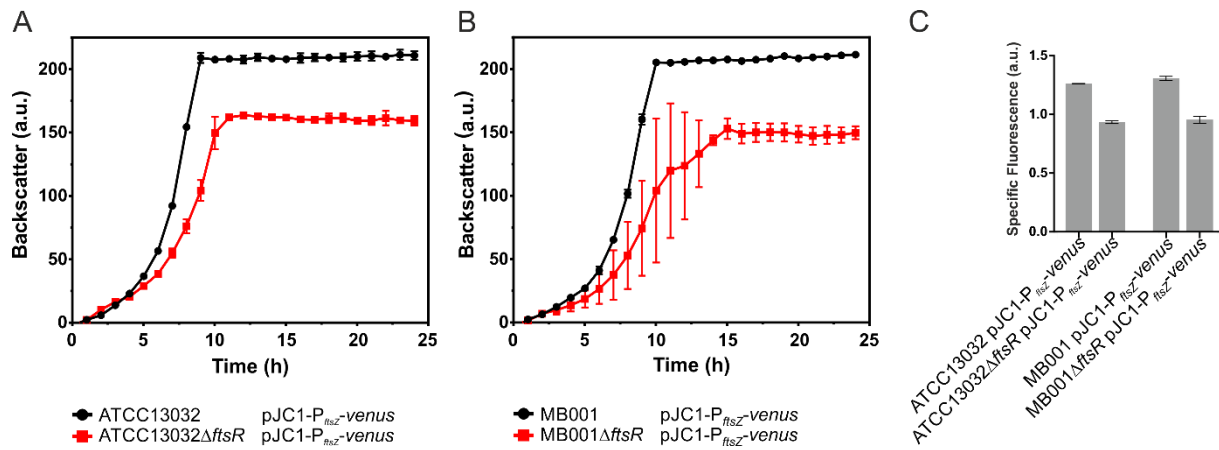 A
Backscatter (a.u.)
200
150
100
50
0
0
5
10
15
20
25
Time (h)
ATCC13032 pJC1-PftsZ-venus
ATCC13032ΔftsR pJC1-PftsZ-venus
B
Backscatter (a.u.)
200
150
100
50
0
0
5
10
15
20
25
Time (h)
MB001 pJC1-PftsZ-venus
MB001ΔftsR pJC1-PftsZ-venus
C
Specific Fluorescence (a.u.)
1.5
1.0
0.5
0.0
ATCC13032 pJC1-PftsZ-venus
ATCC13032ΔftsR pJC1-PftsZ-venus
MB001 pJC1-PftsZ-venus
MB001ΔftsR pJC1-PftsZ-venus